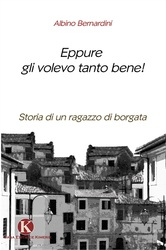 Albino Bernardini
Eppure
gli volevo tanto bene!
Storia di un ragazzo di borgata
K